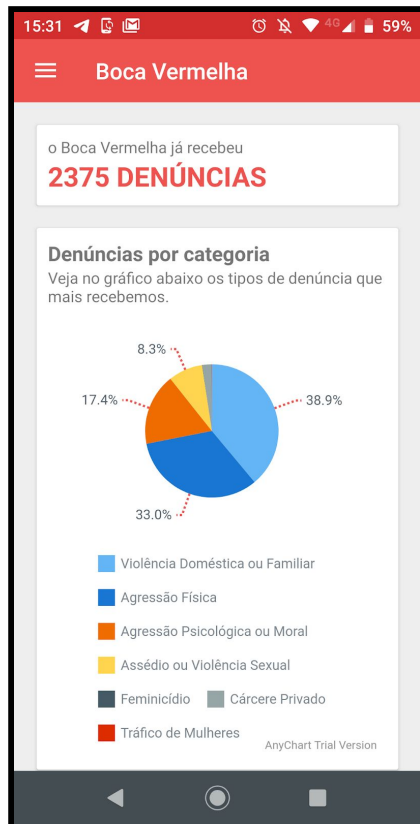 15:31 4G 59%
Boca Vermelha
o Boca Vermelha já recebeu
2375 DENÚNCIAS
Denúncias por categoria
Veja no gráfico abaixo os tipos de denúncia que
mais recebemos.
8.3%
17.4%
38.9%
33.0%
Violência Doméstica ou Familiar
Agressão Física
Agressão Psicológica ou Moral
Assédio ou Violência Sexual
Feminicídio Cárcere Privado
Tráfico de Mulheres
AnyChart Trial Version